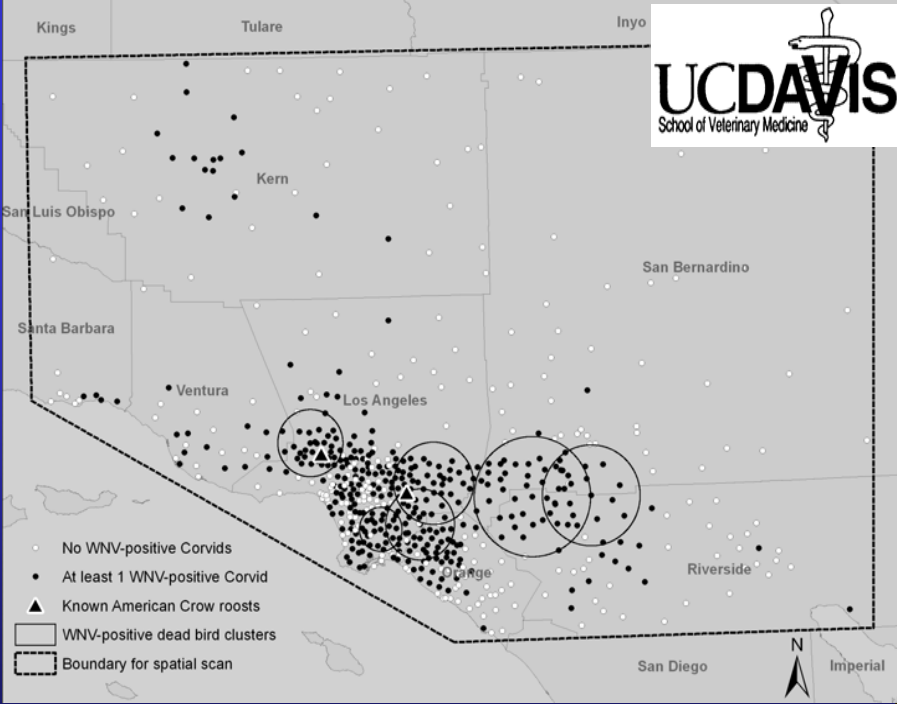 Kings
Tulare
Inyo
UCDAVIS
School of Veterinary Medicine
Kern
San Luis Obispo
San Bernardino
Santa Barbara
Ventura
Los Angeles
Orange
Riverside
No WNV-positive Corvids
At least 1 WNV-positive Corvid
Known American Crow roosts
WNV-positive dead bird clusters
Boundary for spatial scan
N
San Diego
Imperial